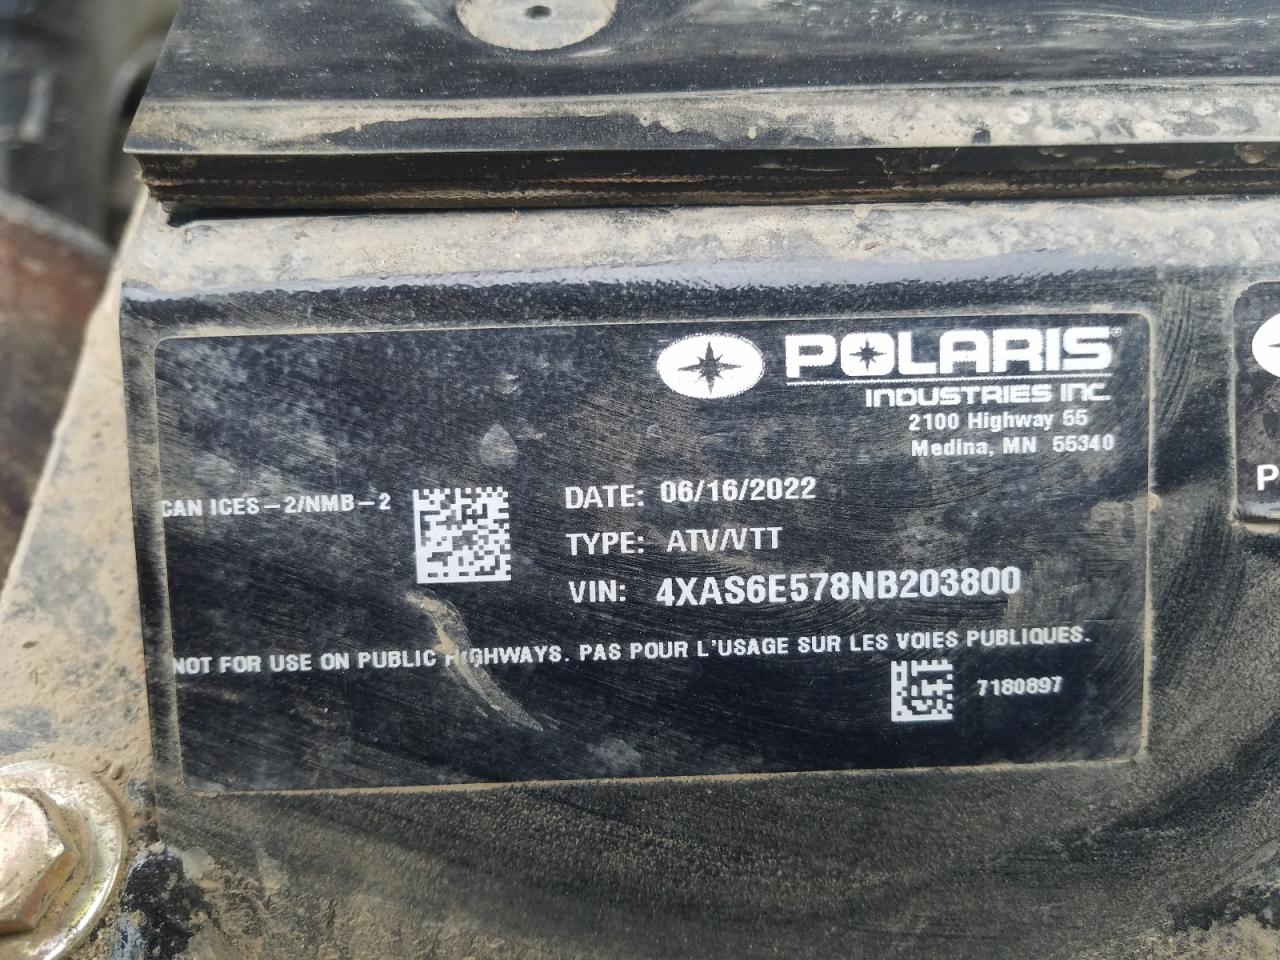 POLARIS®
INDUSTRIES INC.
2100 Highway 55
Medina, MN 55340
CAN ICES-2/NMB-2
DATE: 06/16/2022
TYPE: ATV/VTT
VIN: 4XAS6E578NB203800
NOT FOR USE ON PUBLIC HIGHWAYS. PAS POUR L'USAGE SUR LES VOIES PUBLIQUES.
7180897
P